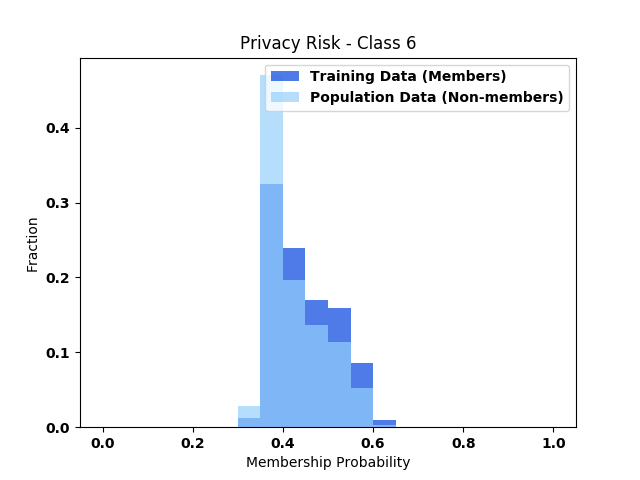 Privacy Risk - Class 6
Training Data (Members)
Population Data (Non-members)
Fraction
0.4
0.3
0.2
0.1
0.0
0.0 0.2 0.4 0.6 0.8 1.0
Membership Probability